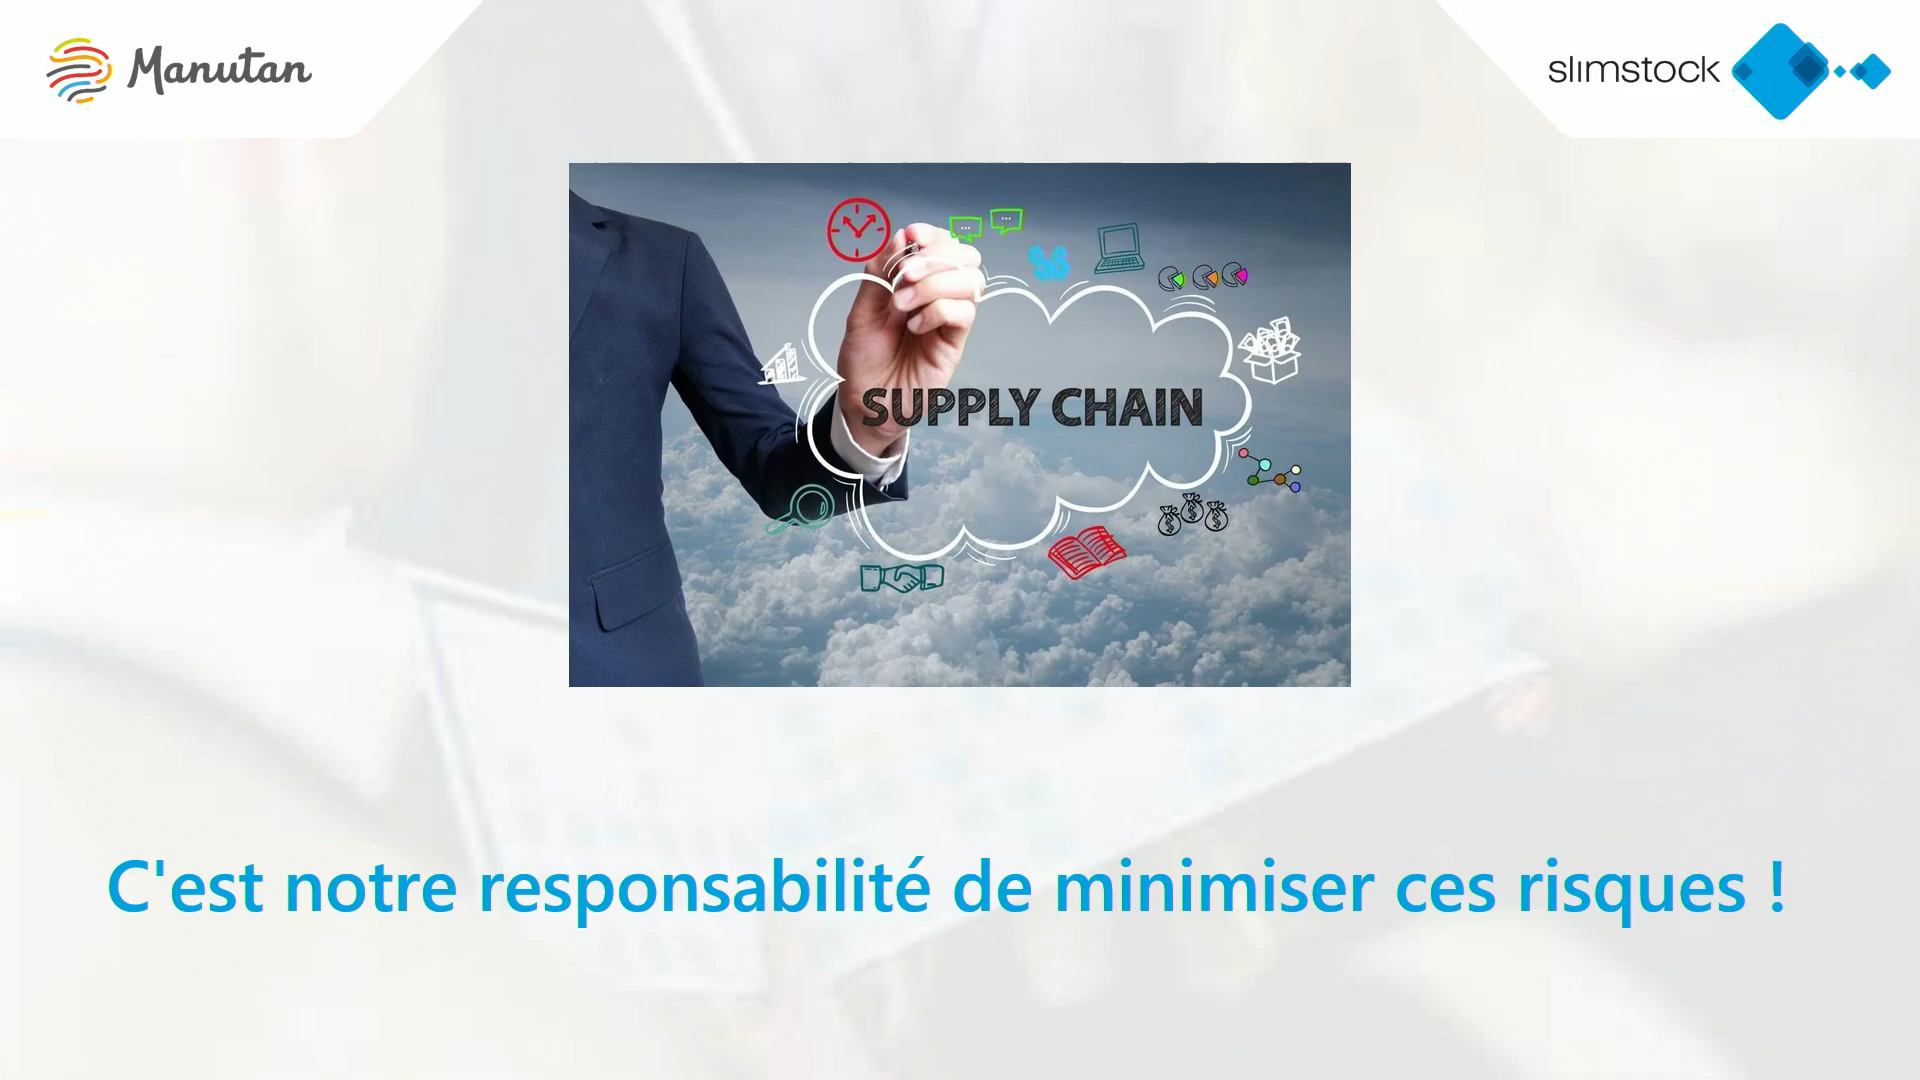 Manutan
slimstock
SUPPLY CHAIN
C'est notre responsabilité de minimiser ces risques !